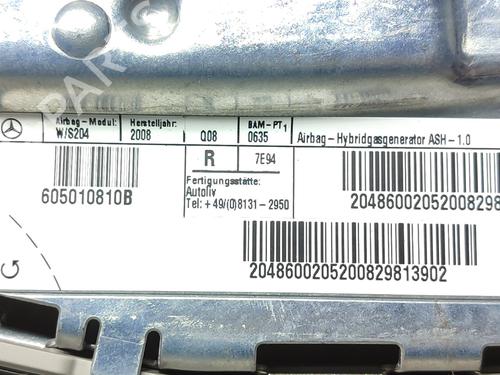 Airbag-Modul:
W/S204
Herstelljahr:
2008
Q08
BAM-PT1
0635
Airbag-Hybridgasgenerator ASH-1.0
R
7E94
Fertigungsstätte:
Autoliv
Tel: +49/(0)8131-2950
605010810B
20486002052008298
2048600205200829813902